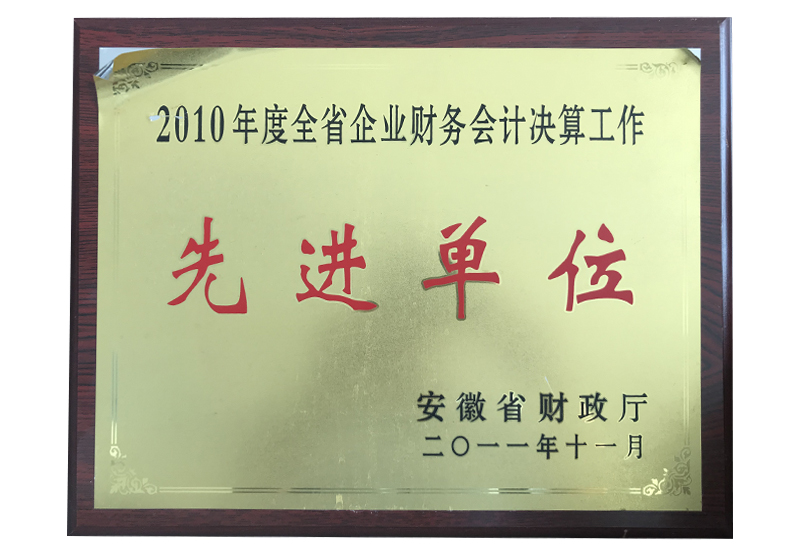 2010年度全省企业财务会计决算工作
先进单位
安徽省财政厅
二〇一一年十一月